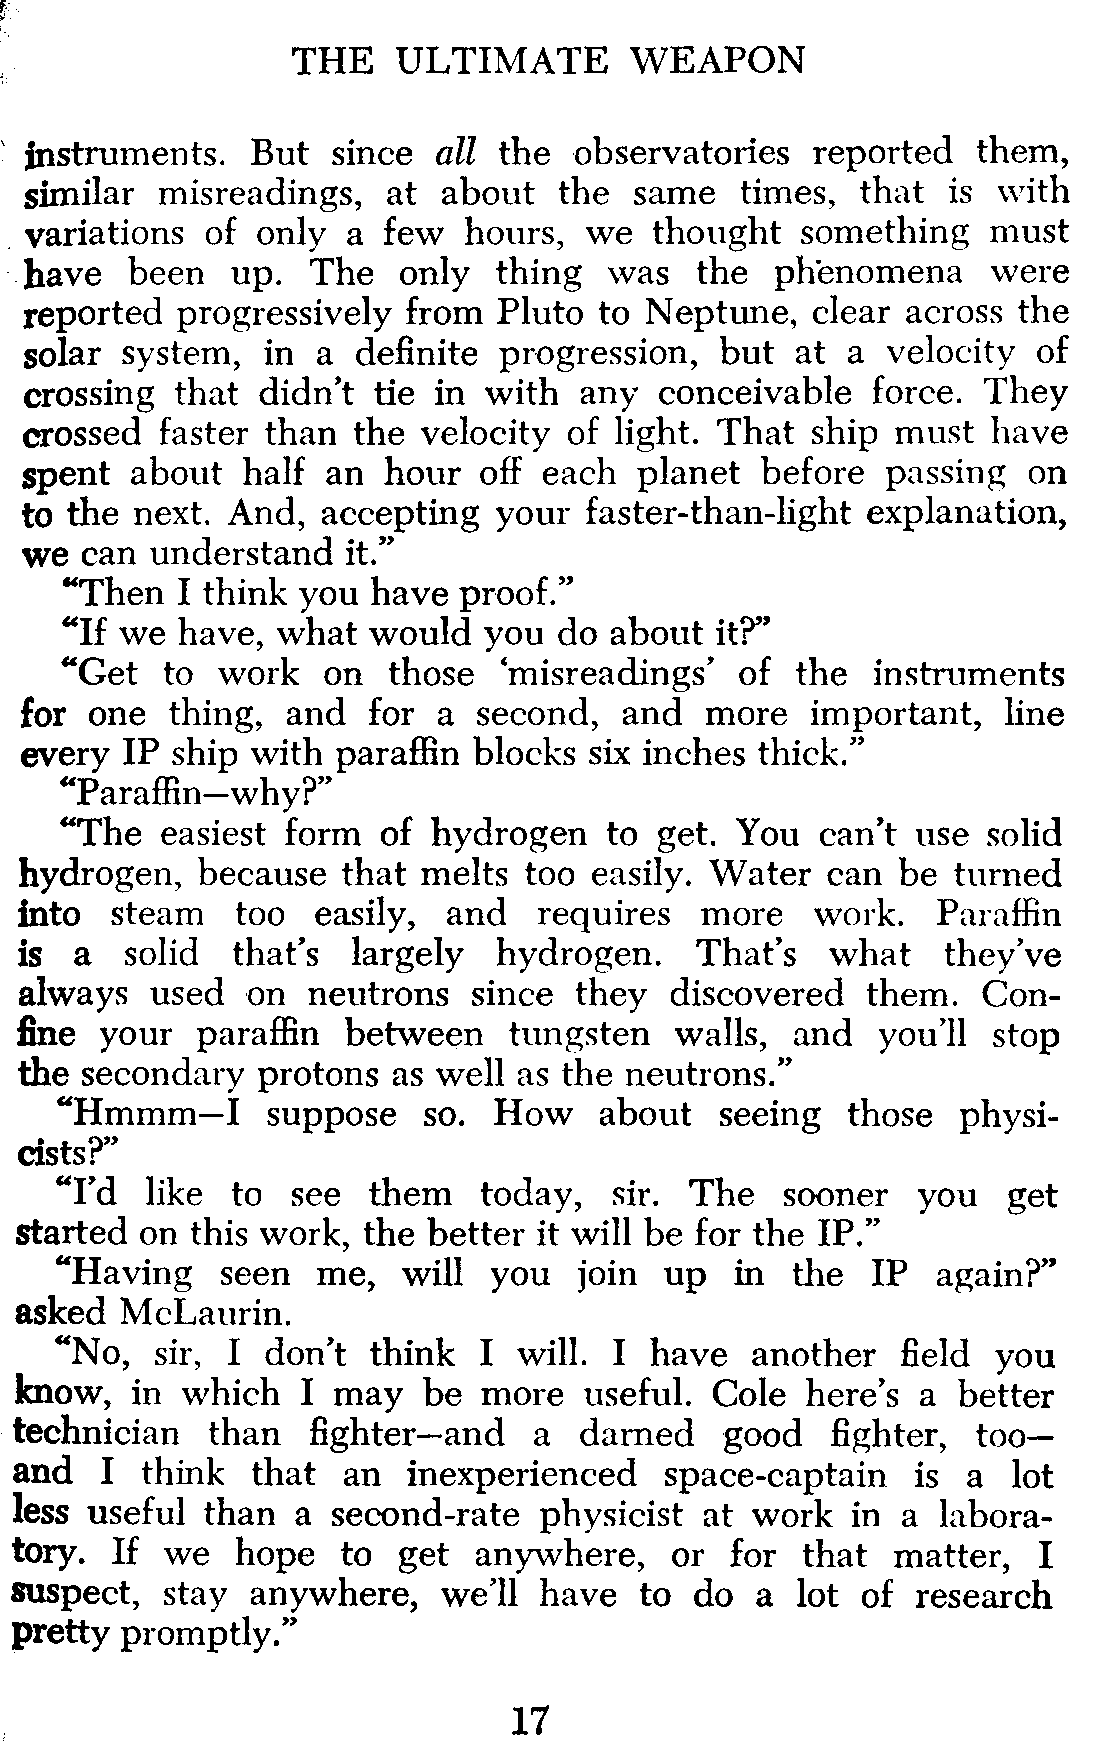 THE ULTIMATE WEAPON
instruments. But since all the observatories reported them,
similar misreadings, at about the same times, that is with
variations of only a few hours, we thought something must
have been up. The only thing was the phenomena were
reported progressively from Pluto to Neptune, clear across the
solar system, in a definite progression, but at a velocity of
crossing that didn't tie in with any conceivable force. They
crossed faster than the velocity of light. That ship must have
spent about half an hour off each planet before passing on
to the next. And, accepting your faster-than-light explanation,
we can understand it.”
“Then I think you have proof.”
“If we have, what would you do about it?”
“Get to work on those ‘misreadings’ of the instruments
for one thing, and for a second, and more important, line
every IP ship with paraffin blocks six inches thick.”
“Paraffin—why?”
“The easiest form of hydrogen to get. You can't use solid
hydrogen, because that melts too easily. Water can be turned
into steam too easily, and requires more work. Paraffin
is a solid that's largely hydrogen. That's what they've
always used on neutrons since they discovered them. Con-
fine your paraffin between tungsten walls, and you'll stop
the secondary protons as well as the neutrons.”
“Hmmm—I suppose so. How about seeing those physi-
cists?”
“I'd like to see them today, sir. The sooner you get
started on this work, the better it will be for the IP.”
“Having seen me, will you join up in the IP again?”
asked McLaurin.
“No, sir, I don't think I will. I have another field you
know, in which I may be more useful. Cole here's a better
technician than fighter—and a darned good fighter, too—
and I think that an inexperienced space-captain is a lot
less useful than a second-rate physicist at work in a labora-
tory. If we hope to get anywhere, or for that matter, I
suspect, stay anywhere, we'll have to do a lot of research
pretty promptly.”
17